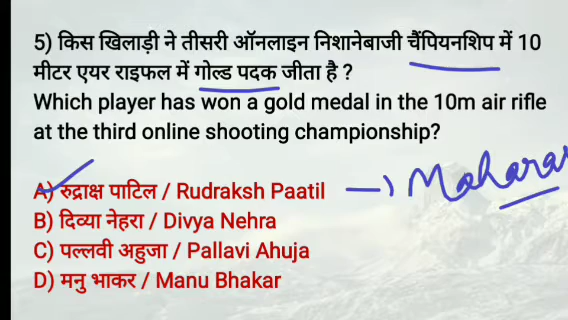 5) किस खिलाड़ी ने तीसरी ऑनलाइन निशानेबाजी चैंपियनशिप में 10
मीटर एयर राइफल में गोल्ड पदक जीता है ?
Which player has won a gold medal in the 10m air rifle
at the third online shooting championship?
A) रुद्राक्ष पाटिल / Rudraksh Paatil → Mahara
B) दिव्या नेहरा / Divya Nehra
C) पल्लवी अहुजा / Pallavi Ahuja
D) मनु भाकर / Manu Bhakar